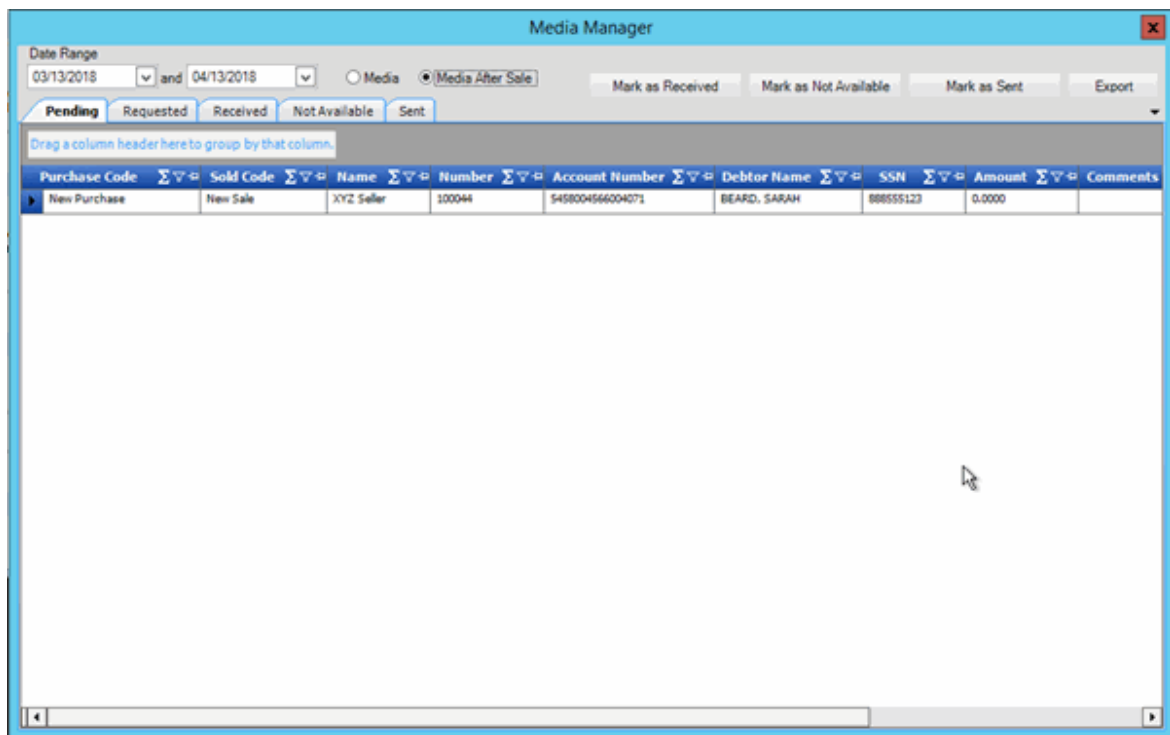 Media Manager
Date Range
03/13/2018 and 04/13/2018 Media Media After Sale Mark as Received Mark as Not Available Mark as Sent Export
Pending Requested Received Not Available Sent
Drag a column header here to group by that column.
Purchase Code Sold Code Name Number Account Number Debtor Name SSN Amount Comments
New Purchase New Sale XYZ Seller 100044 5458004566004071 BEARD, SARAH 888555123 0.0000